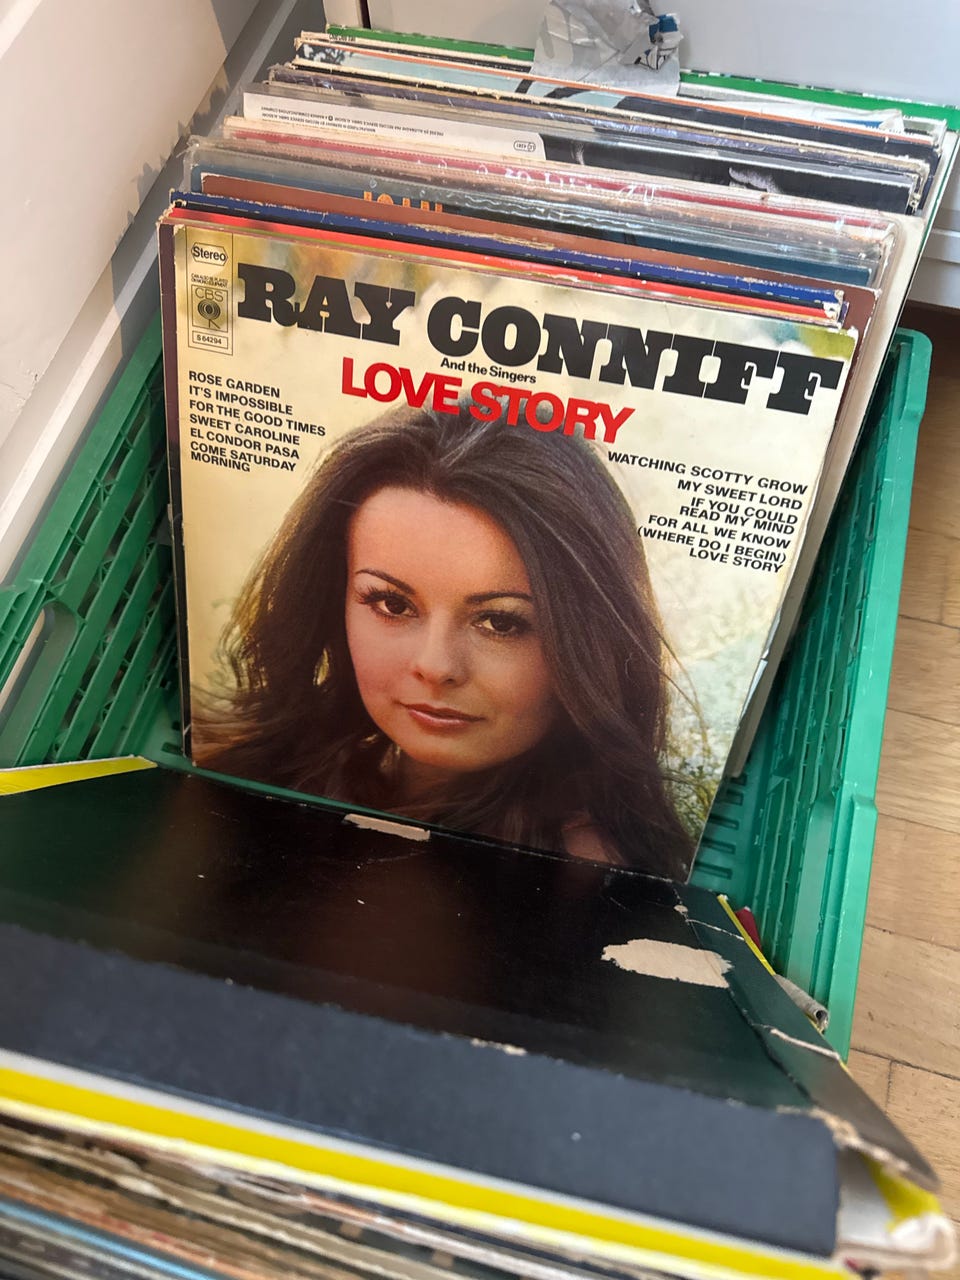 Stereo
CBS
S 64294
RAY CONNIFF
And the Singers
LOVE STORY
ROSE GARDEN
IT'S IMPOSSIBLE
FOR THE GOOD TIMES
SWEET CAROLINE
EL CONDOR PASA
COME SATURDAY
MORNING
WATCHING SCOTTY GROW
MY SWEET LORD
IF YOU COULD
READ MY MIND
FOR ALL WE KNOW
(WHERE DO I BEGIN)
LOVE STORY